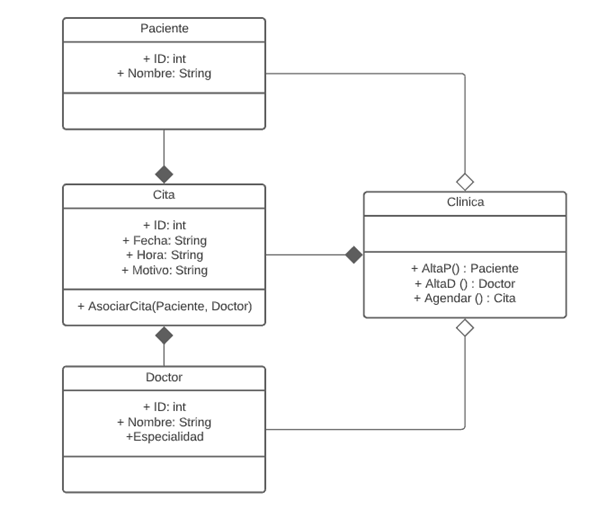 Paciente
+ ID: int
+ Nombre: String
Cita
+ ID: int
+ Fecha: String
+ Hora: String
+ Motivo: String
+ AsociarCita(Paciente, Doctor)
Doctor
+ ID: int
+ Nombre: String
+Especialidad
Clinica
+ AltaP() : Paciente
+ AltaD () : Doctor
+ Agendar () : Cita